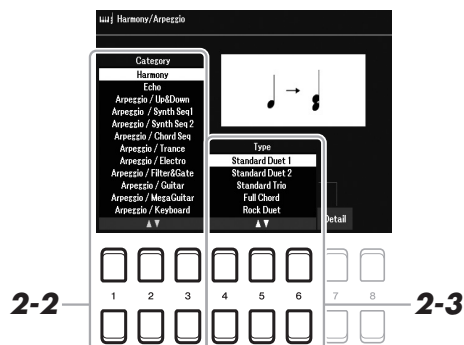 Harmony/Arpeggio
Category
Harmony
Echo
Arpeggio / Up&Down
Arpeggio / Synth Seq1
Arpeggio / Synth Seq 2
Arpeggio / Chord Seq
Arpeggio / Trance
Arpeggio / Electro
Arpeggio / Filter&Gate
Arpeggio / Guitar
Arpeggio / MegaGuitar
Arpeggio / Keyboard
Type
Standard Duet 1
Standard Duet 2
Standard Trio
Full Chord
Rock Duet
Detail
2-2
1 2 3 4 5 6 7 8
2-3